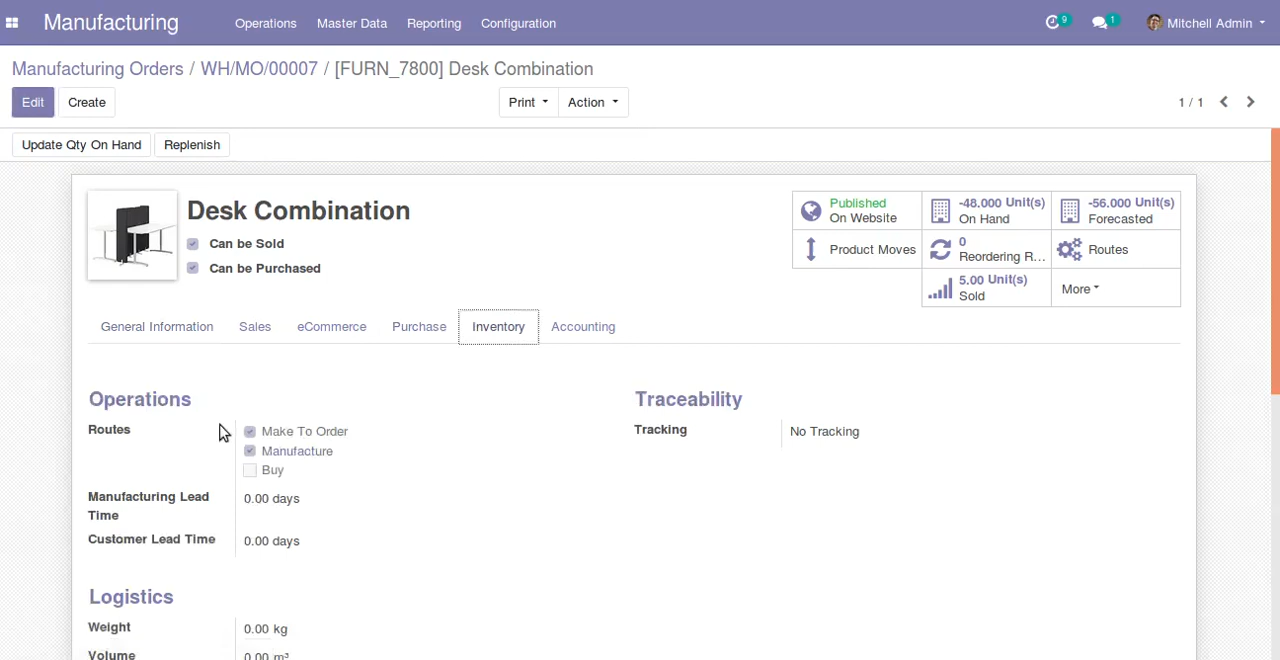 Manufacturing Operations Master Data Reporting Configuration 9 1 Mitchell Admin
Manufacturing Orders / WH/MO/00007 / [FURN_7800] Desk Combination
Edit Create Print Action 1 / 1
Update Qty On Hand Replenish
Desk Combination
Can be Sold
Can be Purchased
Published
On Website
-48.000 Unit(s)
On Hand
-56.000 Unit(s)
Forecasted
Product Moves
0
Reordering R...
Routes
5.00 Unit(s)
Sold
More
General Information Sales eCommerce Purchase Inventory Accounting
Operations
Routes
Make To Order
Manufacture
Buy
Manufacturing Lead
Time
0.00 days
Customer Lead Time 0.00 days
Traceability
Tracking No Tracking
Logistics
Weight 0.00 kg
Volume 0.00 m³